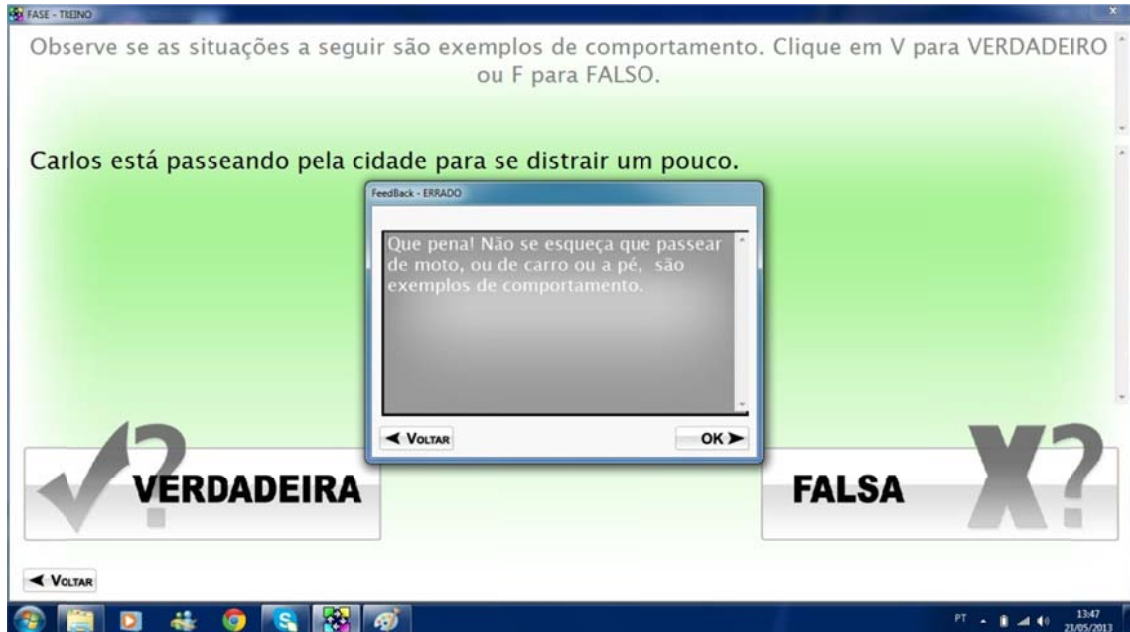 FASE - TREINO
Observe se as situações a seguir são exemplos de comportamento. Clique em V para VERDADEIRO
ou F para FALSO.
Carlos está passeando pela cidade para se distrair um pouco.
FeedBack - ERRADO
Que pena! Não se esqueça que passear
de moto, ou de carro ou a pé, são
exemplos de comportamento.
VOLTAR
OK
VERDADEIRA
FALSA
VOLTAR
PT
13:47
21/05/2013